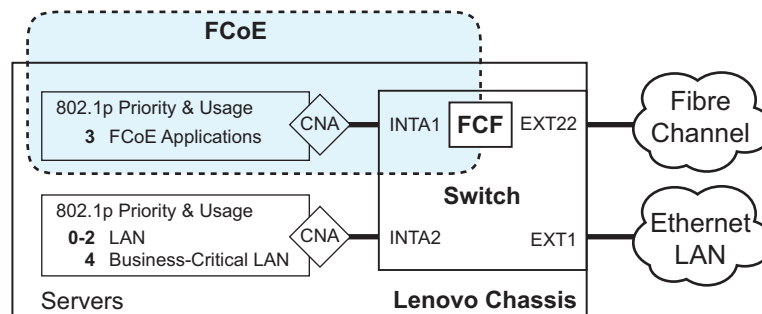 FCoE
802.1p Priority & Usage
3 FCoE Applications
CNA
INTA1
FCF
EXT22
Fibre
Channel
Switch
802.1p Priority & Usage
0-2 LAN
4 Business-Critical LAN
CNA
INTA2
EXT1
Ethernet
LAN
Servers
Lenovo Chassis